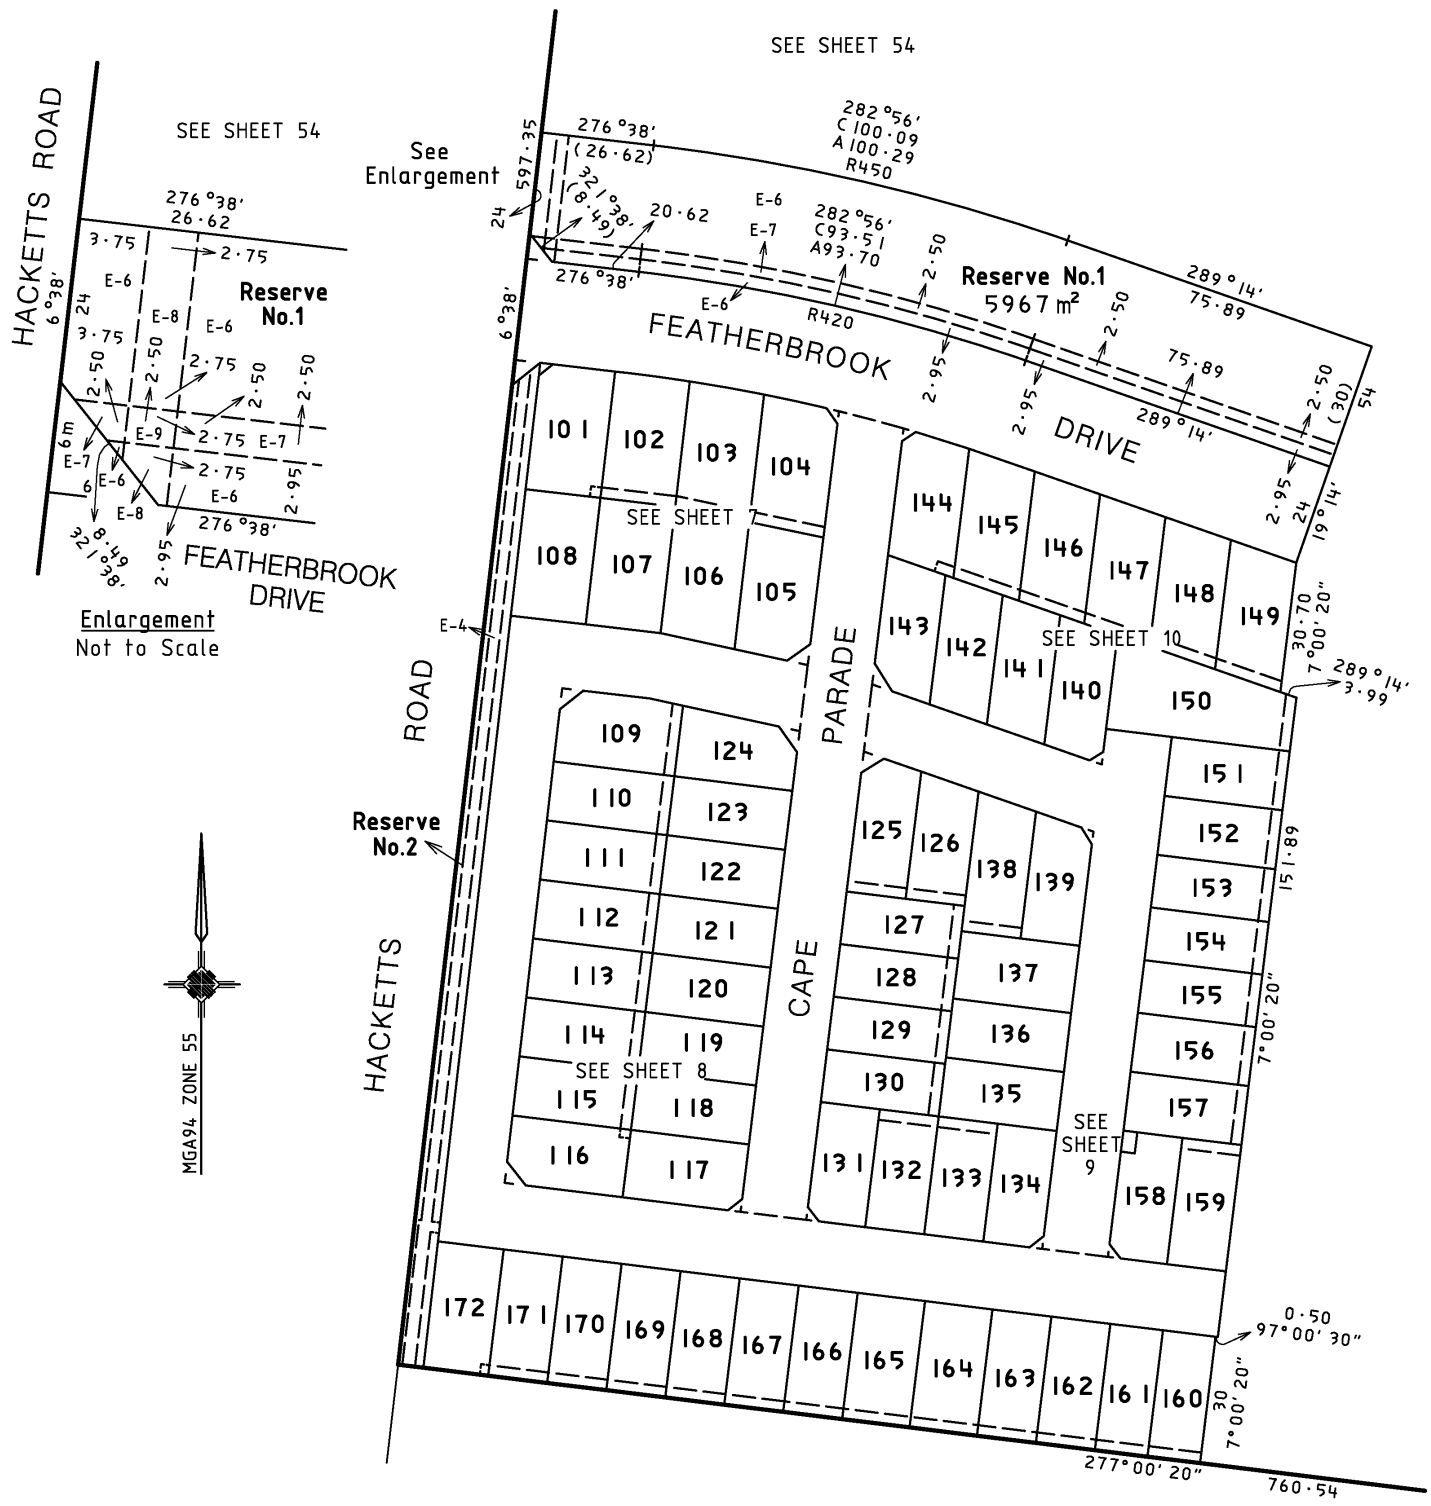 SEE SHEET 54
HACKETTS ROAD
SEE SHEET 54
276°38'
26·62
3·75
2·75
E-6
Reserve
No.1
6°38'
24
E-8
E-6
3·75
2·50
2·50
2·75
2·50
2·50
6m
E-9
2·75
E-7
E-7
2·75
6
E-6
E-6
2·95
E-8
276°38'
8·49
321°38'
2·95
FEATHERBROOK
DRIVE
Enlargement
Not to Scale
See
Enlargement
597·35
24
276°38'
(26·62)
321°38'
(8·49)
20·62
276°38'
6°38'
282°56'
C100·09
A100·29
R450
E-6
E-7
282°56'
C93·51
A93·70
2·50
E-6
R420
Reserve No.1
5967m²
289°14'
75·89
2·50
75·89
2·50
(30)
54
289°14'
2·95
2·95
2·95
24
19°14'
FEATHERBROOK
DRIVE
101
102
103
104
SEE SHEET 7
108
107
106
105
144
145
146
147
148
149
30·70
7°00'20"
SEE SHEET 10
143
142
141
140
150
289°14'
3·99
E-4
ROAD
PARADE
109
124
110
123
111
122
112
121
113
120
114
119
SEE SHEET 8
115
118
116
117
Reserve
No.2
HACKETTS
CAPE
MGA94 ZONE 55
125
126
138
139
127
128
137
129
136
130
135
131
132
133
134
SEE
SHEET
9
151
152
153
154
155
156
157
158
159
151·89
7°00'20"
172
171
170
169
168
167
166
165
164
163
162
161
160
0·50
97°00'30"
30
7°00'20"
277°00'20"
760·54